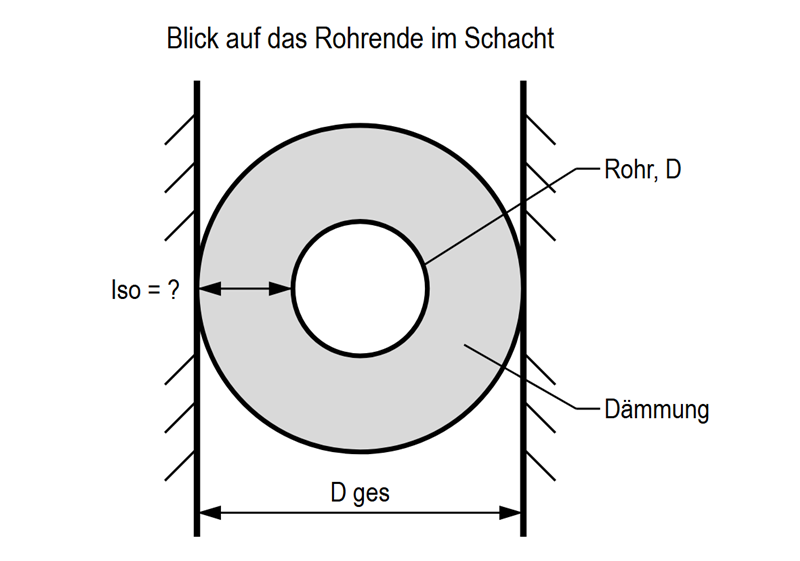 Blick auf das Rohrende im Schacht
Rohr, D
Iso = ?
Dämmung
D ges